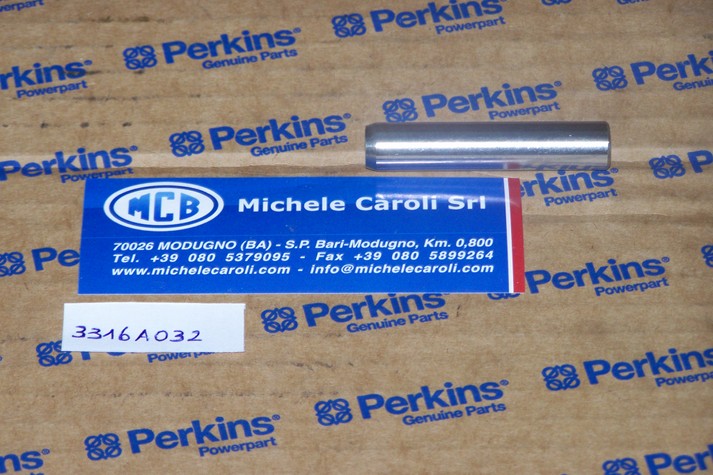 Perkins
Powerpart
Perkins
Genuine Parts
Perkins
Powerpart
Perkins
Powerpart
Perkins
Genuine Parts
Perkins
Powerpart
Perkins
MCB Michele Caroli Srl
70026 MODUGNO (BA) - S.P. Bari-Modugno, Km. 0,800
Tel. +39 080 5379095 - Fax +39 080 5899264
www.michelecaroli.com - info@michelecaroli.com
3316A032
Perkins
Genuine Parts
Perkins
Genuine Parts
Perkins
Powerpart
Perkins
Genuine Parts
Perkins
Powerpart
Perkins